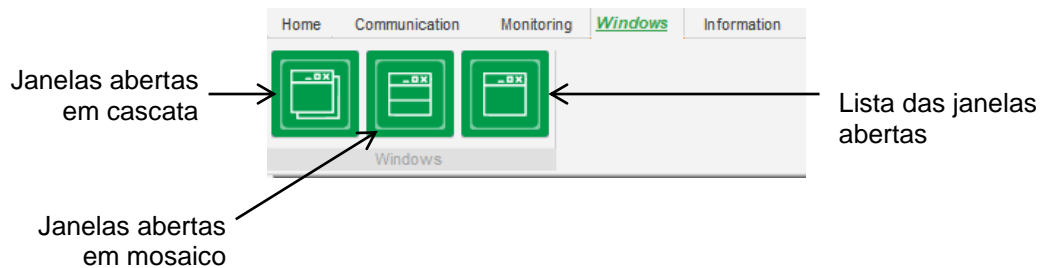 Home Communication Monitoring Windows Information
Janelas abertas
em cascata
Lista das janelas
abertas
Windows
Janelas abertas
em mosaico